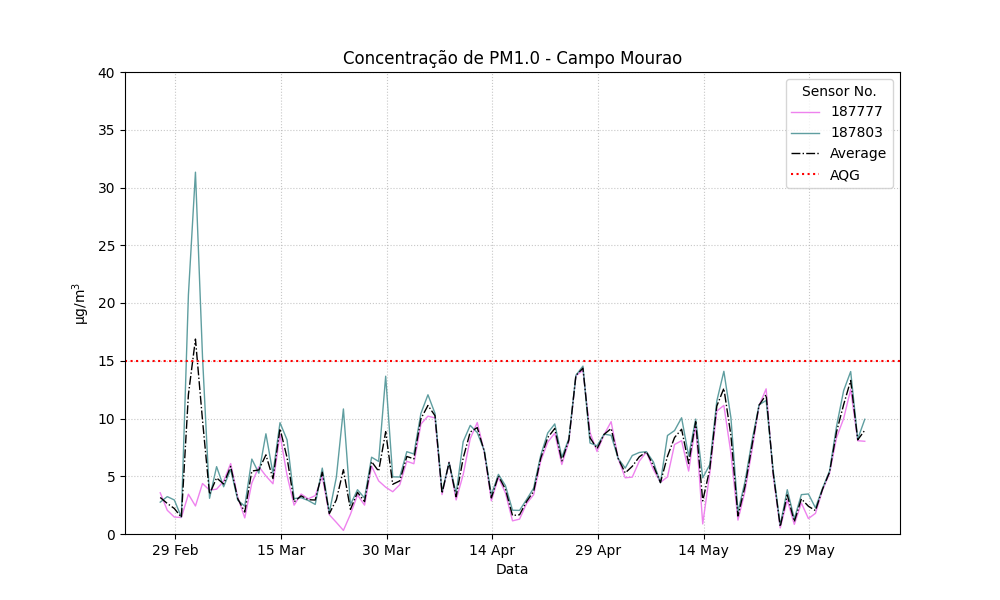 Concentração de PM1.0 - Campo Mourao
40
35
30
25
20
15
10
5
0
µg/m³
Sensor No.
187777
187803
Average
AQG
29 Feb
15 Mar
30 Mar
14 Apr
29 Apr
14 May
29 May
Data